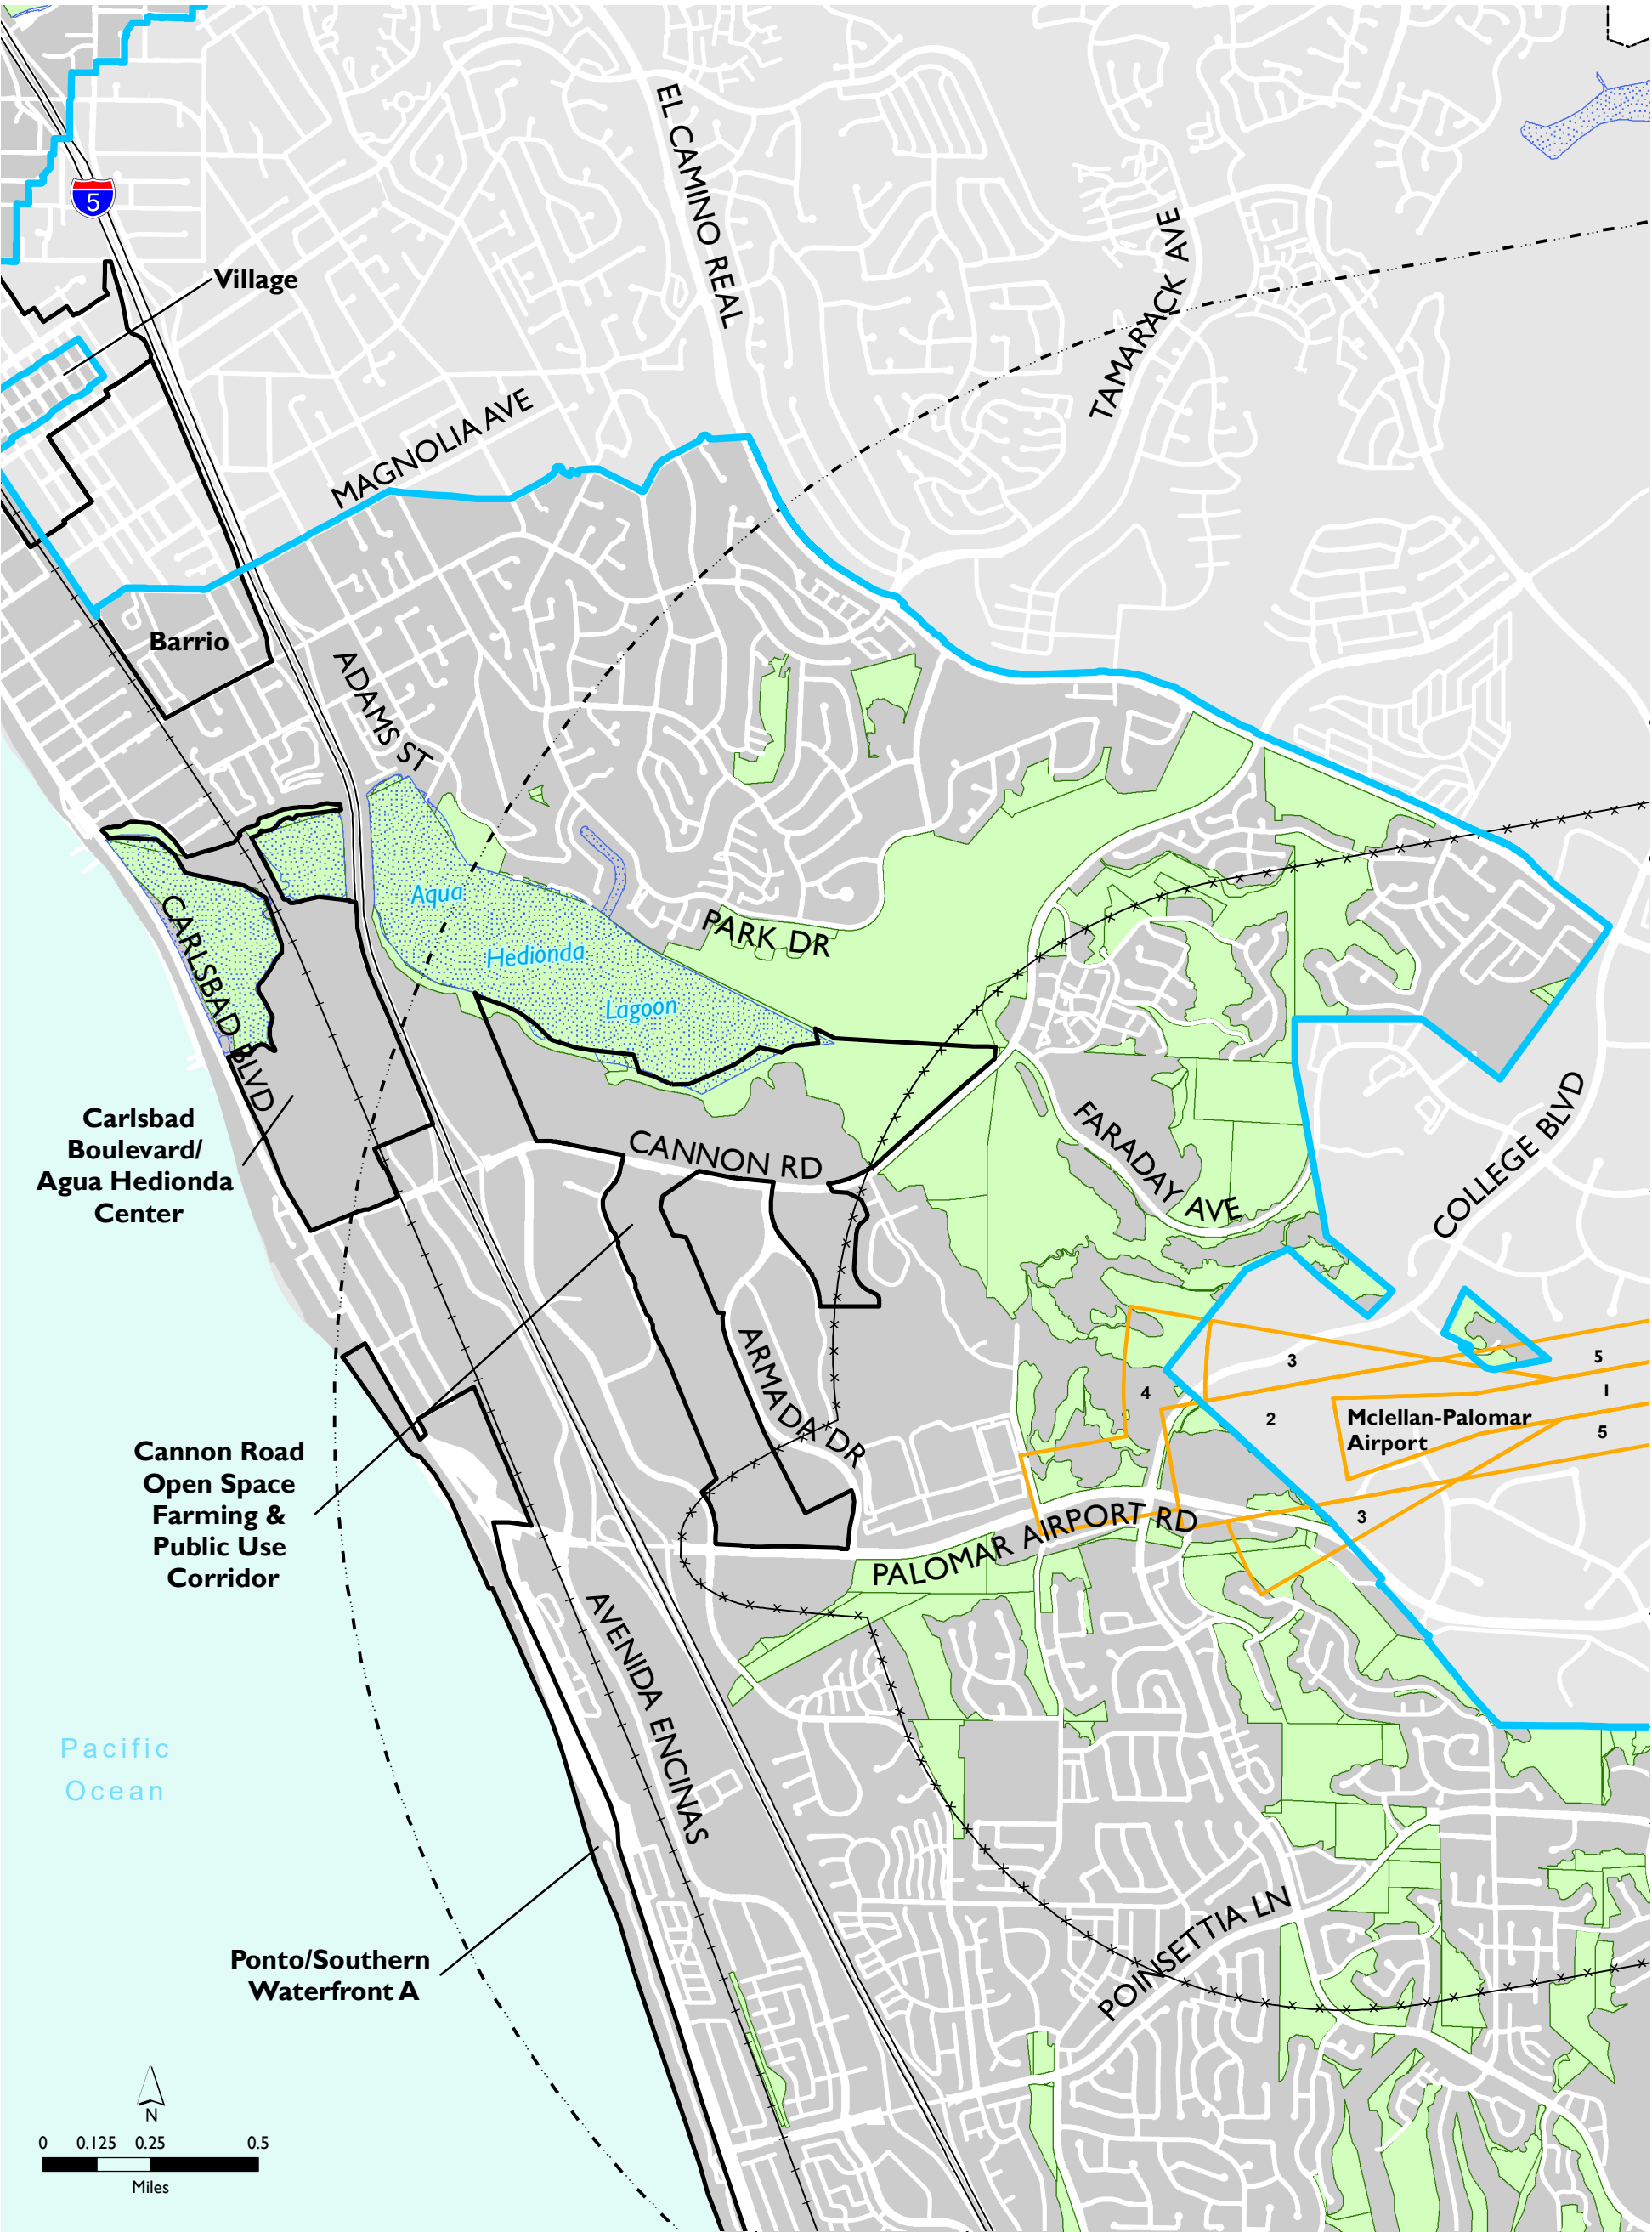 EL CAMINO REAL
TAMARACK AVE
5
Village
MAGNOLIA AVE
Barrio
ADAMS ST
Aqua
Hedionda
Lagoon
PARK DR
CARLSBAD BLVD
Carlsbad
Boulevard/
Agua Hedionda
Center
CANNON RD
FARADAY AVE
COLLEGE BLVD
ARMADA DR
3
5
4
1
2
Mclellan-Palomar
Airport
5
3
Cannon Road
Open Space
Farming &
Public Use
Corridor
PALOMAR AIRPORT RD
AVENIDA ENCINAS
Pacific
Ocean
POINSETTIA LN
Ponto/Southern
Waterfront A
N
0 0.125 0.25 0.5
Miles